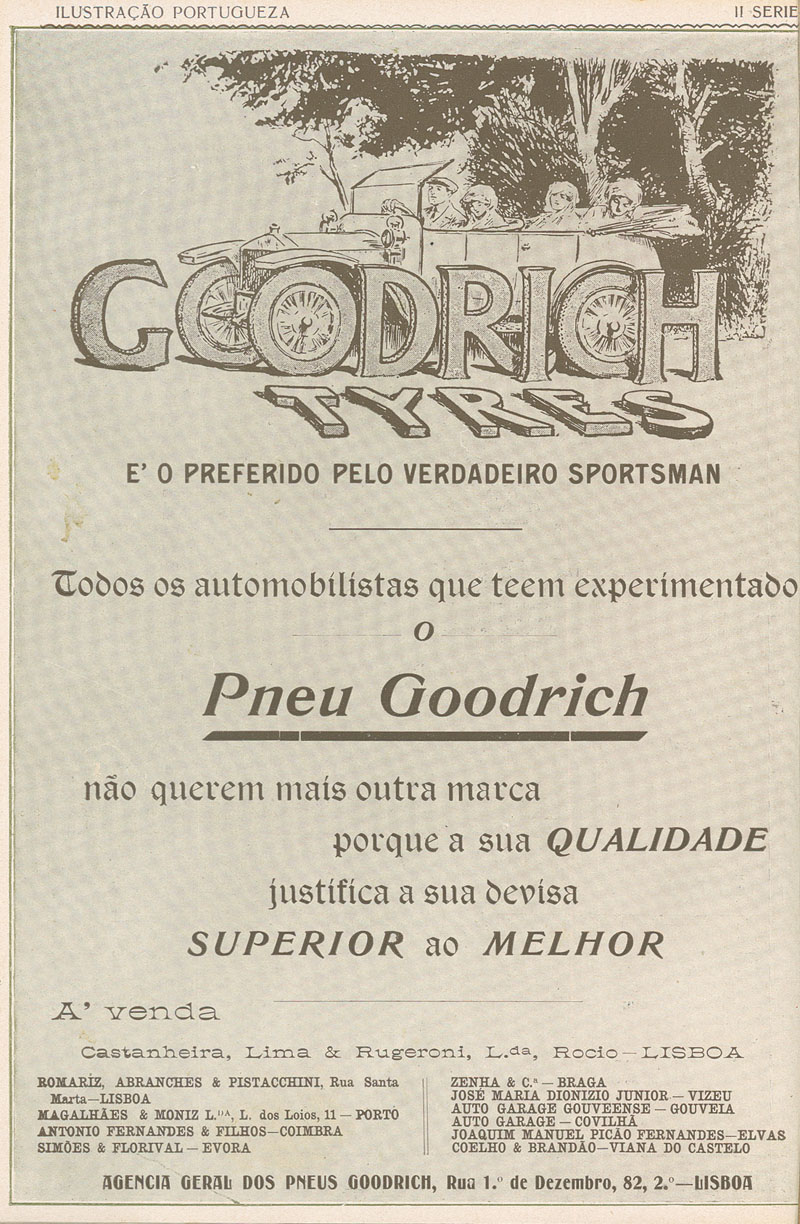 ILUSTRAÇÃO PORTUGUEZA
II SERIE
GOODRICH
TYRES
E' O PREFERIDO PELO VERDADEIRO SPORTSMAN
Todos os automobilistas que teem experimentado
o
Pneu Goodrich
não querem mais outra marca
porque a sua QUALIDADE
justifica a sua devisa
SUPERIOR ao MELHOR
A' venda
Castanheira, Lima & Rugeroni, L.da, Rocio—LISBOA
ROMARIZ, ABRANCHES & PISTACCHINI, Rua Santa
Marta—LISBOA
MAGALHÃES & MONIZ L.DA, L. dos Loios, 11—PORTO
ANTONIO FERNANDES & FILHOS—COIMBRA
SIMÕES & FLORIVAL—EVORA
ZENHA & C.ª—BRAGA
JOSÉ MARIA DIONIZIO JUNIOR—VIZEU
AUTO GARAGE GOUVEENSE—GOUVEIA
AUTO GARAGE—COVILHÃ
JOAQUIM MANUEL PICÃO FERNANDES—ELVAS
COELHO & BRANDÃO—VIANA DO CASTELO
AGENCIA GERAL DOS PNEUS GOODRICH, Rua 1.º de Dezembro, 82, 2.º—LISBOA